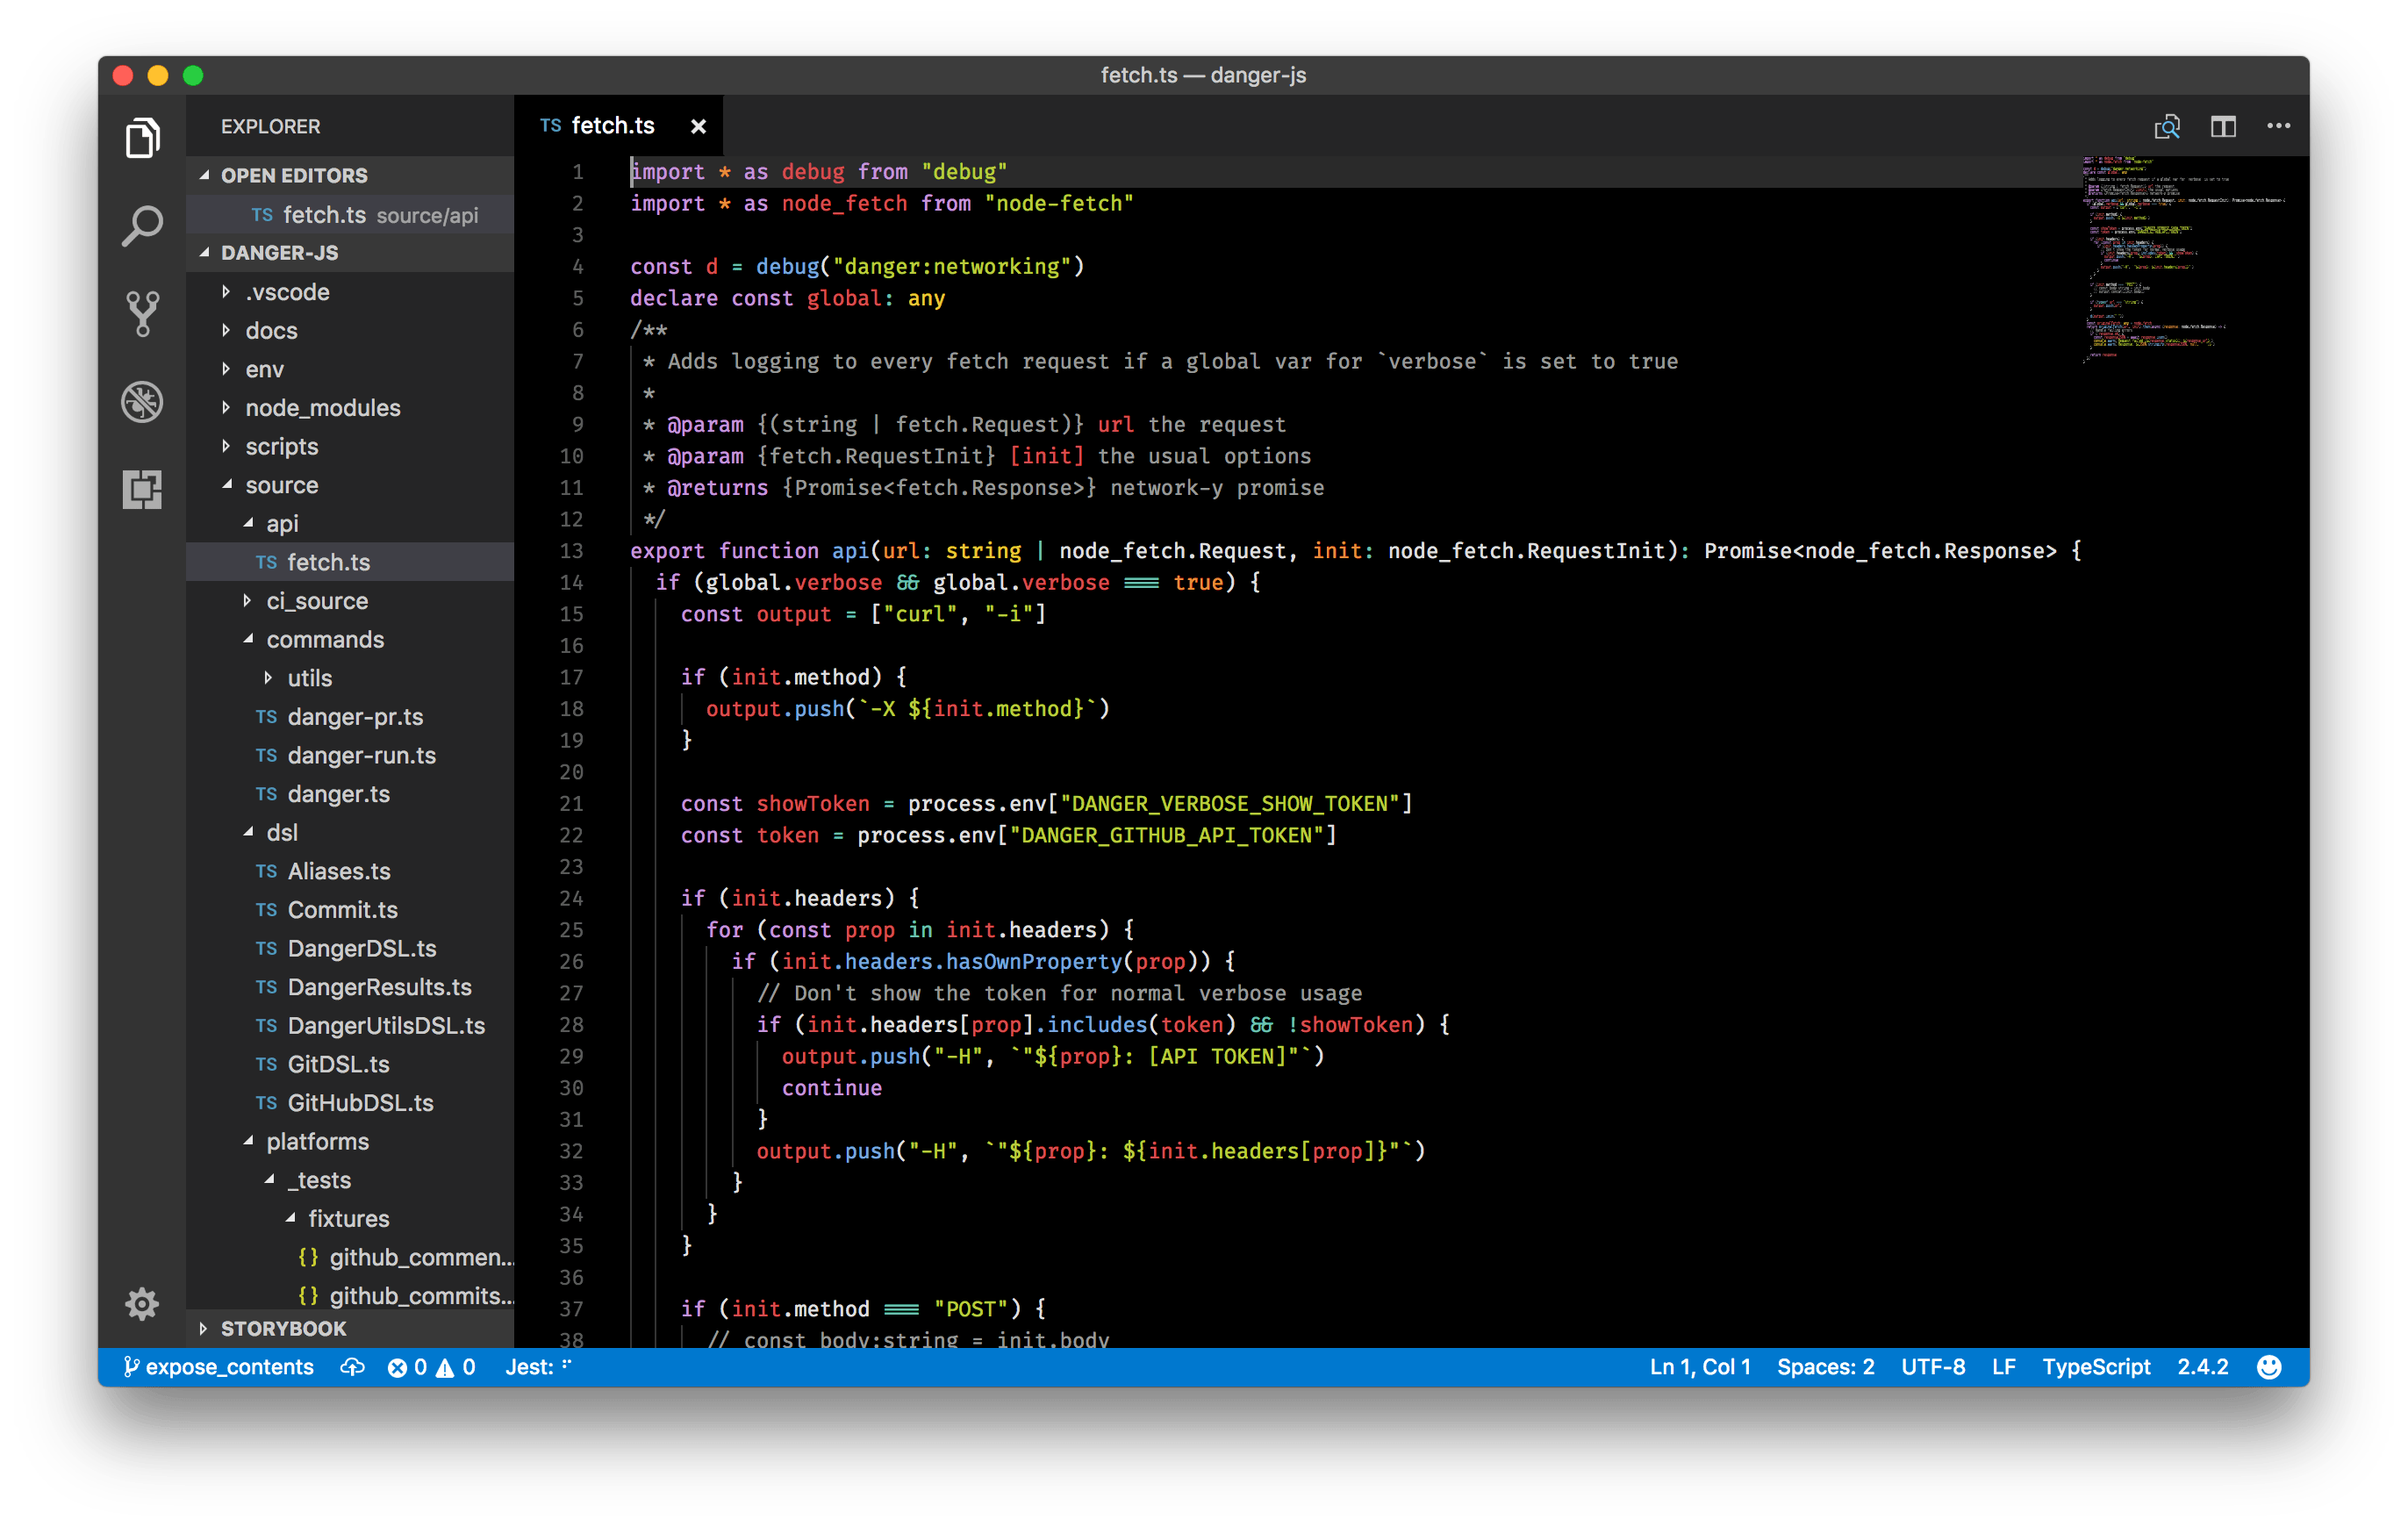 fetch.ts — danger-js
EXPLORER
OPEN EDITORS
TS fetch.ts source/api
DANGER-JS
.vscode
docs
env
node_modules
scripts
source
api
TS fetch.ts
ci_source
commands
utils
TS danger-pr.ts
TS danger-run.ts
TS danger.ts
dsl
TS Aliases.ts
TS Commit.ts
TS DangerDSL.ts
TS DangerResults.ts
TS DangerUtilsDSL.ts
TS GitDSL.ts
TS GitHubDSL.ts
platforms
_tests
fixtures
{} github_commen...
{} github_commits...
STORYBOOK
TS fetch.ts ×
1 import * as debug from "debug"
2 import * as node_fetch from "node-fetch"
3
4 const d = debug("danger:networking")
5 declare const global: any
6 /**
7 * Adds logging to every fetch request if a global var for `verbose` is set to true
8 *
9 * @param {(string | fetch.Request)} url the request
10 * @param {fetch.RequestInit} [init] the usual options
11 * @returns {Promise<fetch.Response>} network-y promise
12 */
13 export function api(url: string | node_fetch.Request, init: node_fetch.RequestInit): Promise<node_fetch.Response> {
14 if (global.verbose && global.verbose === true) {
15 const output = ["curl", "-i"]
16
17 if (init.method) {
18 output.push(`-X ${init.method}`)
19 }
20
21 const showToken = process.env["DANGER_VERBOSE_SHOW_TOKEN"]
22 const token = process.env["DANGER_GITHUB_API_TOKEN"]
23
24 if (init.headers) {
25 for (const prop in init.headers) {
26 if (init.headers.hasOwnProperty(prop)) {
27 // Don't show the token for normal verbose usage
28 if (init.headers[prop].includes(token) && !showToken) {
29 output.push("-H", `"${prop}: [API TOKEN]"`)
30 continue
31 }
32 output.push("-H", `"${prop}: ${init.headers[prop]}"`)
33 }
34 }
35 }
36
37 if (init.method === "POST") {
38 // const body:string = init.body
expose_contents 0 0 Jest:
Ln 1, Col 1 Spaces: 2 UTF-8 LF TypeScript 2.4.2